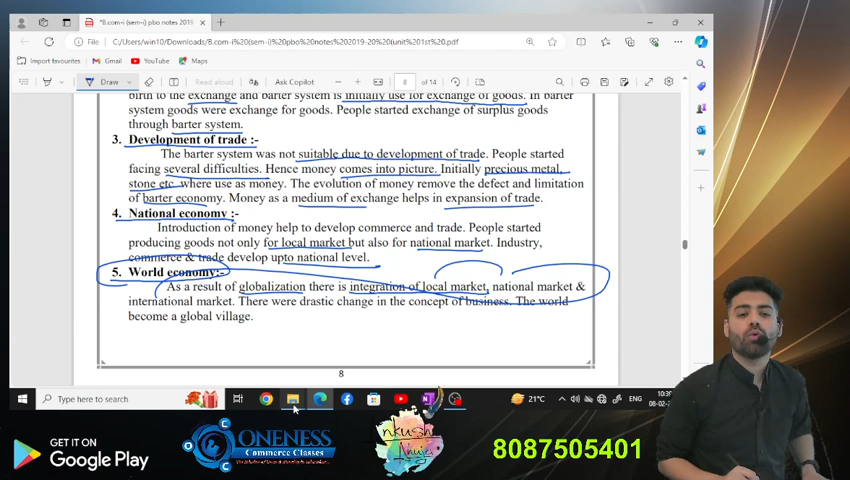 *B.com-i (sem-i) pbo notes 2019
C:/Users/win10/Downloads/B.com-i%20(sem-i)%20pbo%20notes%202019-20%20(unit%201st%20.pdf
Import favourites Gmail YouTube Maps
Draw Read aloud Ask Copilot 8 of 14
birth to the exchange and barter system is initially use for exchange of goods. In barter
system goods were exchange for goods. People started exchange of surplus goods
through barter system.
3. Development of trade :-
The barter system was not suitable due to development of trade. People started
facing several difficulties. Hence money comes into picture. Initially precious metal,
stone etc. where use as money. The evolution of money remove the defect and limitation
of barter economy. Money as a medium of exchange helps in expansion of trade.
4. National economy :-
Introduction of money help to develop commerce and trade. People started
producing goods not only for local market but also for national market. Industry,
commerce & trade develop upto national level.
5. World economy:-
As a result of globalization there is integration of local market, national market &
international market. There were drastic change in the concept of business. The world
become a global village.
8
Type here to search
21°C ENG
08-02-
GET IT ON
Google Play
ONENESS
Commerce Classes
8087505401